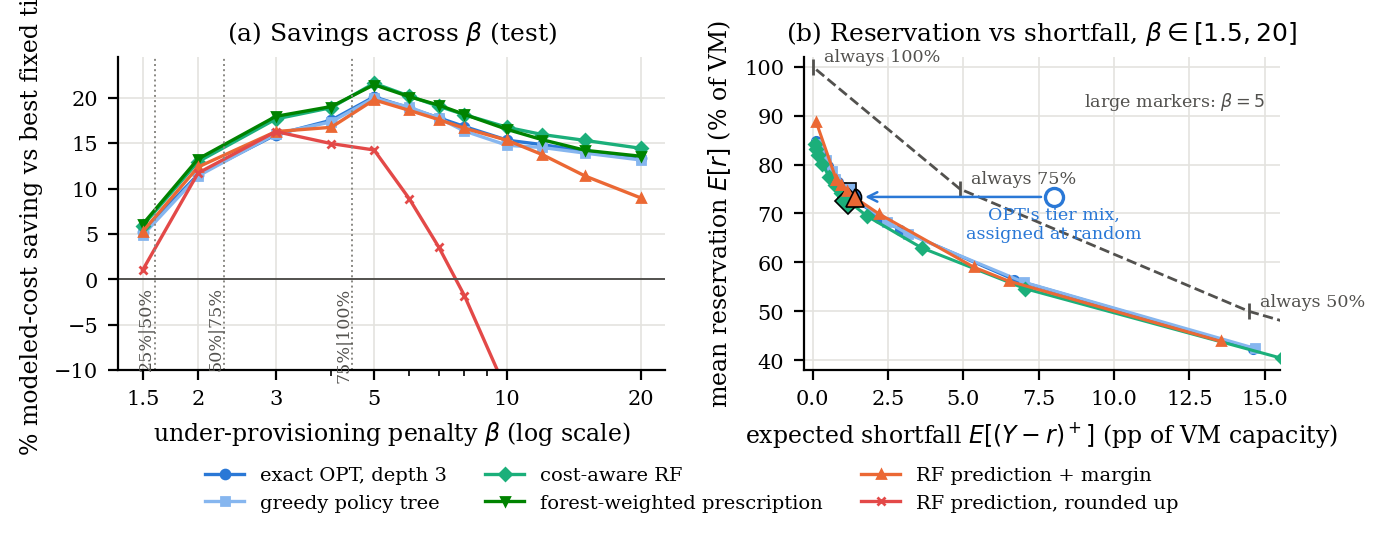 (a) Savings across β (test)
% modeled-cost saving vs best fixed
20
15
10
5
0
−5
−10
25%|50%
50%|75%
75%|100%
1.5 2 3 5 10 20
under-provisioning penalty β (log scale)
(b) Reservation vs shortfall, β ∈ [1.5, 20]
mean reservation E[r] (% of VM)
100
90
80
70
60
50
40
always 100%
large markers: β = 5
always 75%
OPT's tier mix,
assigned at random
always 50%
0.0 2.5 5.0 7.5 10.0 12.5 15.0
expected shortfall E[(Y − r)⁺] (pp of VM capacity)
exact OPT, depth 3
greedy policy tree
cost-aware RF
forest-weighted prescription
RF prediction + margin
RF prediction, rounded up